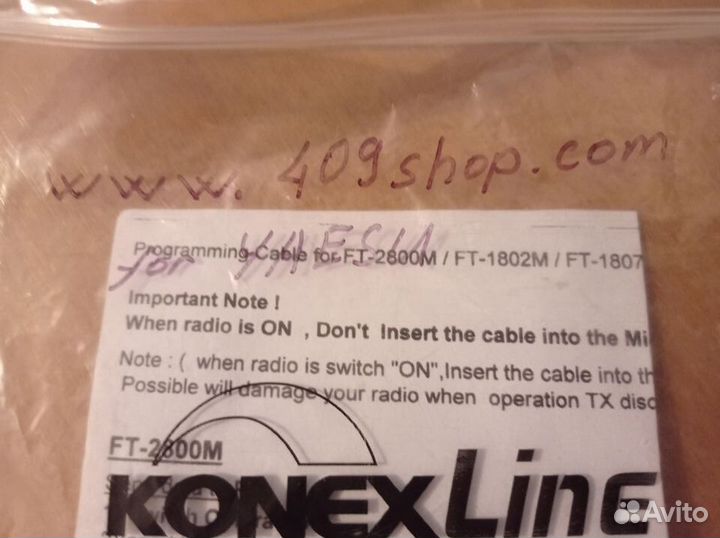 www.409shop.com
for YAESU
Programming Cable for FT-2800M / FT-1802M / FT-1807
Important Note !
When radio is ON , Don't Insert the cable into the Mi
Note : ( when radio is switch "ON",Insert the cable into th
Possible will damage your radio when operation TX disc
FT-2800M
KONEXLine
Avito